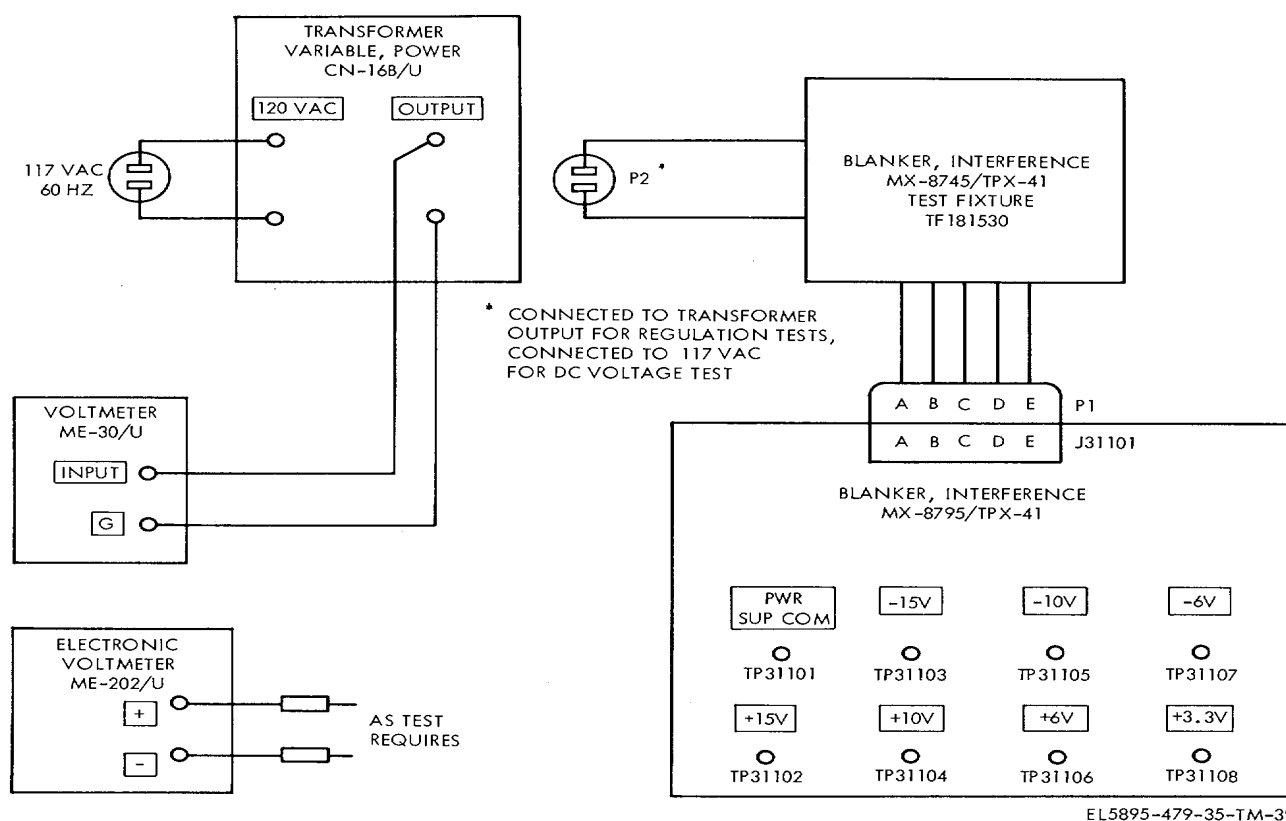 TRANSFORMER
VARIABLE, POWER
CN-16B/U
120 VAC
OUTPUT
117 VAC
60 HZ
P2 *
BLANKER, INTERFERENCE
MX-8745/TPX-41
TEST FIXTURE
TF181530
* CONNECTED TO TRANSFORMER
OUTPUT FOR REGULATION TESTS,
CONNECTED TO 117 VAC
FOR DC VOLTAGE TEST
A B C D E P1
A B C D E J31101
BLANKER, INTERFERENCE
MX-8795/TPX-41
VOLTMETER
ME-30/U
INPUT
G
ELECTRONIC
VOLTMETER
ME-202/U
+
-
AS TEST
REQUIRES
PWR
SUP COM
-15V
-10V
-6V
TP31101
TP31103
TP31105
TP31107
+15V
+10V
+6V
+3.3V
TP31102
TP31104
TP31106
TP31108
EL5895-479-35-TM-39